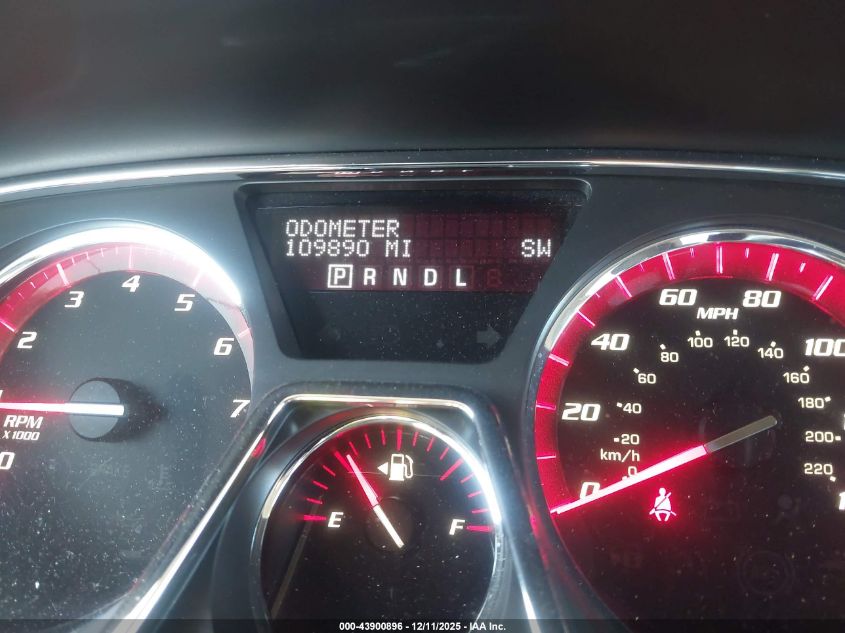 ODOMETER
109890 MI SW
P R N D L
0 2 3 4 5 6 7
RPM
X1000
E F
0 20 40 60 80 100
MPH
0 20 40 60 80 100 120 140 160 180 200 220
km/h
000-43900896 - 12/11/2025 - IAA Inc.